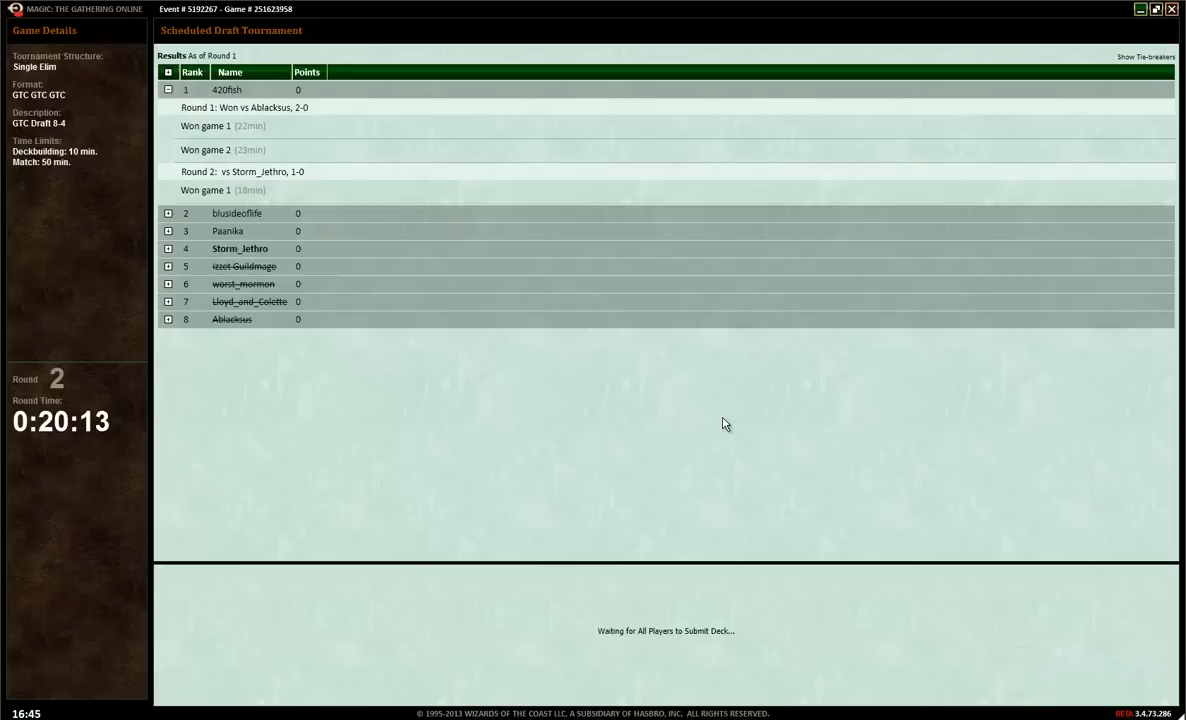 MAGIC: THE GATHERING ONLINE Event # 5192267 - Game # 251623958
Game Details
Scheduled Draft Tournament
Tournament Structure:
Single Elim
Format:
GTC GTC GTC
Description:
GTC Draft 8-4
Time Limits:
Deckbuilding: 10 min.
Match: 50 min.
Results As of Round 1
Show Tie-breakers
Rank Name Points
1 420fish 0
Round 1: Won vs Ablacksus, 2-0
Won game 1 (22min)
Won game 2 (23min)
Round 2: vs Storm_Jethro, 1-0
Won game 1 (18min)
2 blusideoflife 0
3 Paanika 0
4 Storm_Jethro 0
5 Izzet Guildmage 0
6 worst_mormon 0
7 Lloyd_and_Colette 0
8 Ablacksus 0
Round 2
Round Time:
0:20:13
Waiting for All Players to Submit Deck...
16:45
© 1995-2013 WIZARDS OF THE COAST LLC. A SUBSIDIARY OF HASBRO, INC. ALL RIGHTS RESERVED.
BETA 3.4.73.286